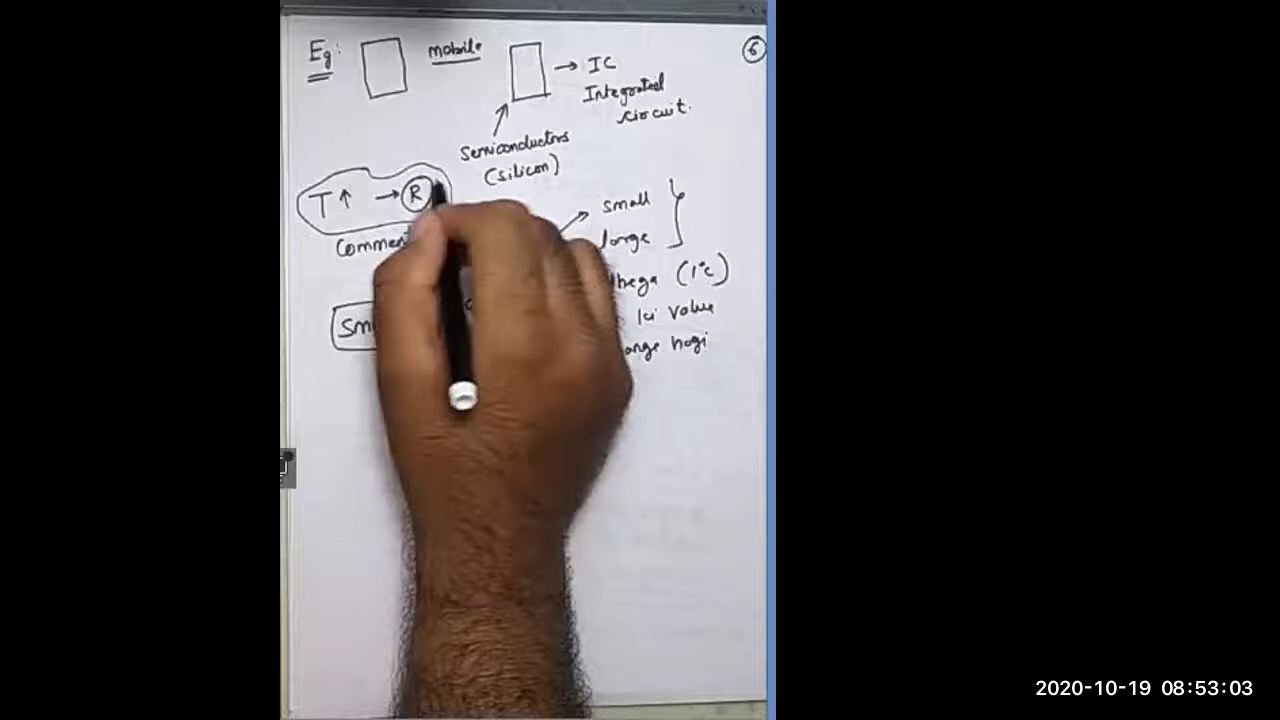 Eg:
mobile
→ IC
Integrated
circuit.
6
Semiconductors
(silicon)
T ↑ → R
Comment
small
large
(1°c)
ki value
hogi
2020-10-19 08:53:03